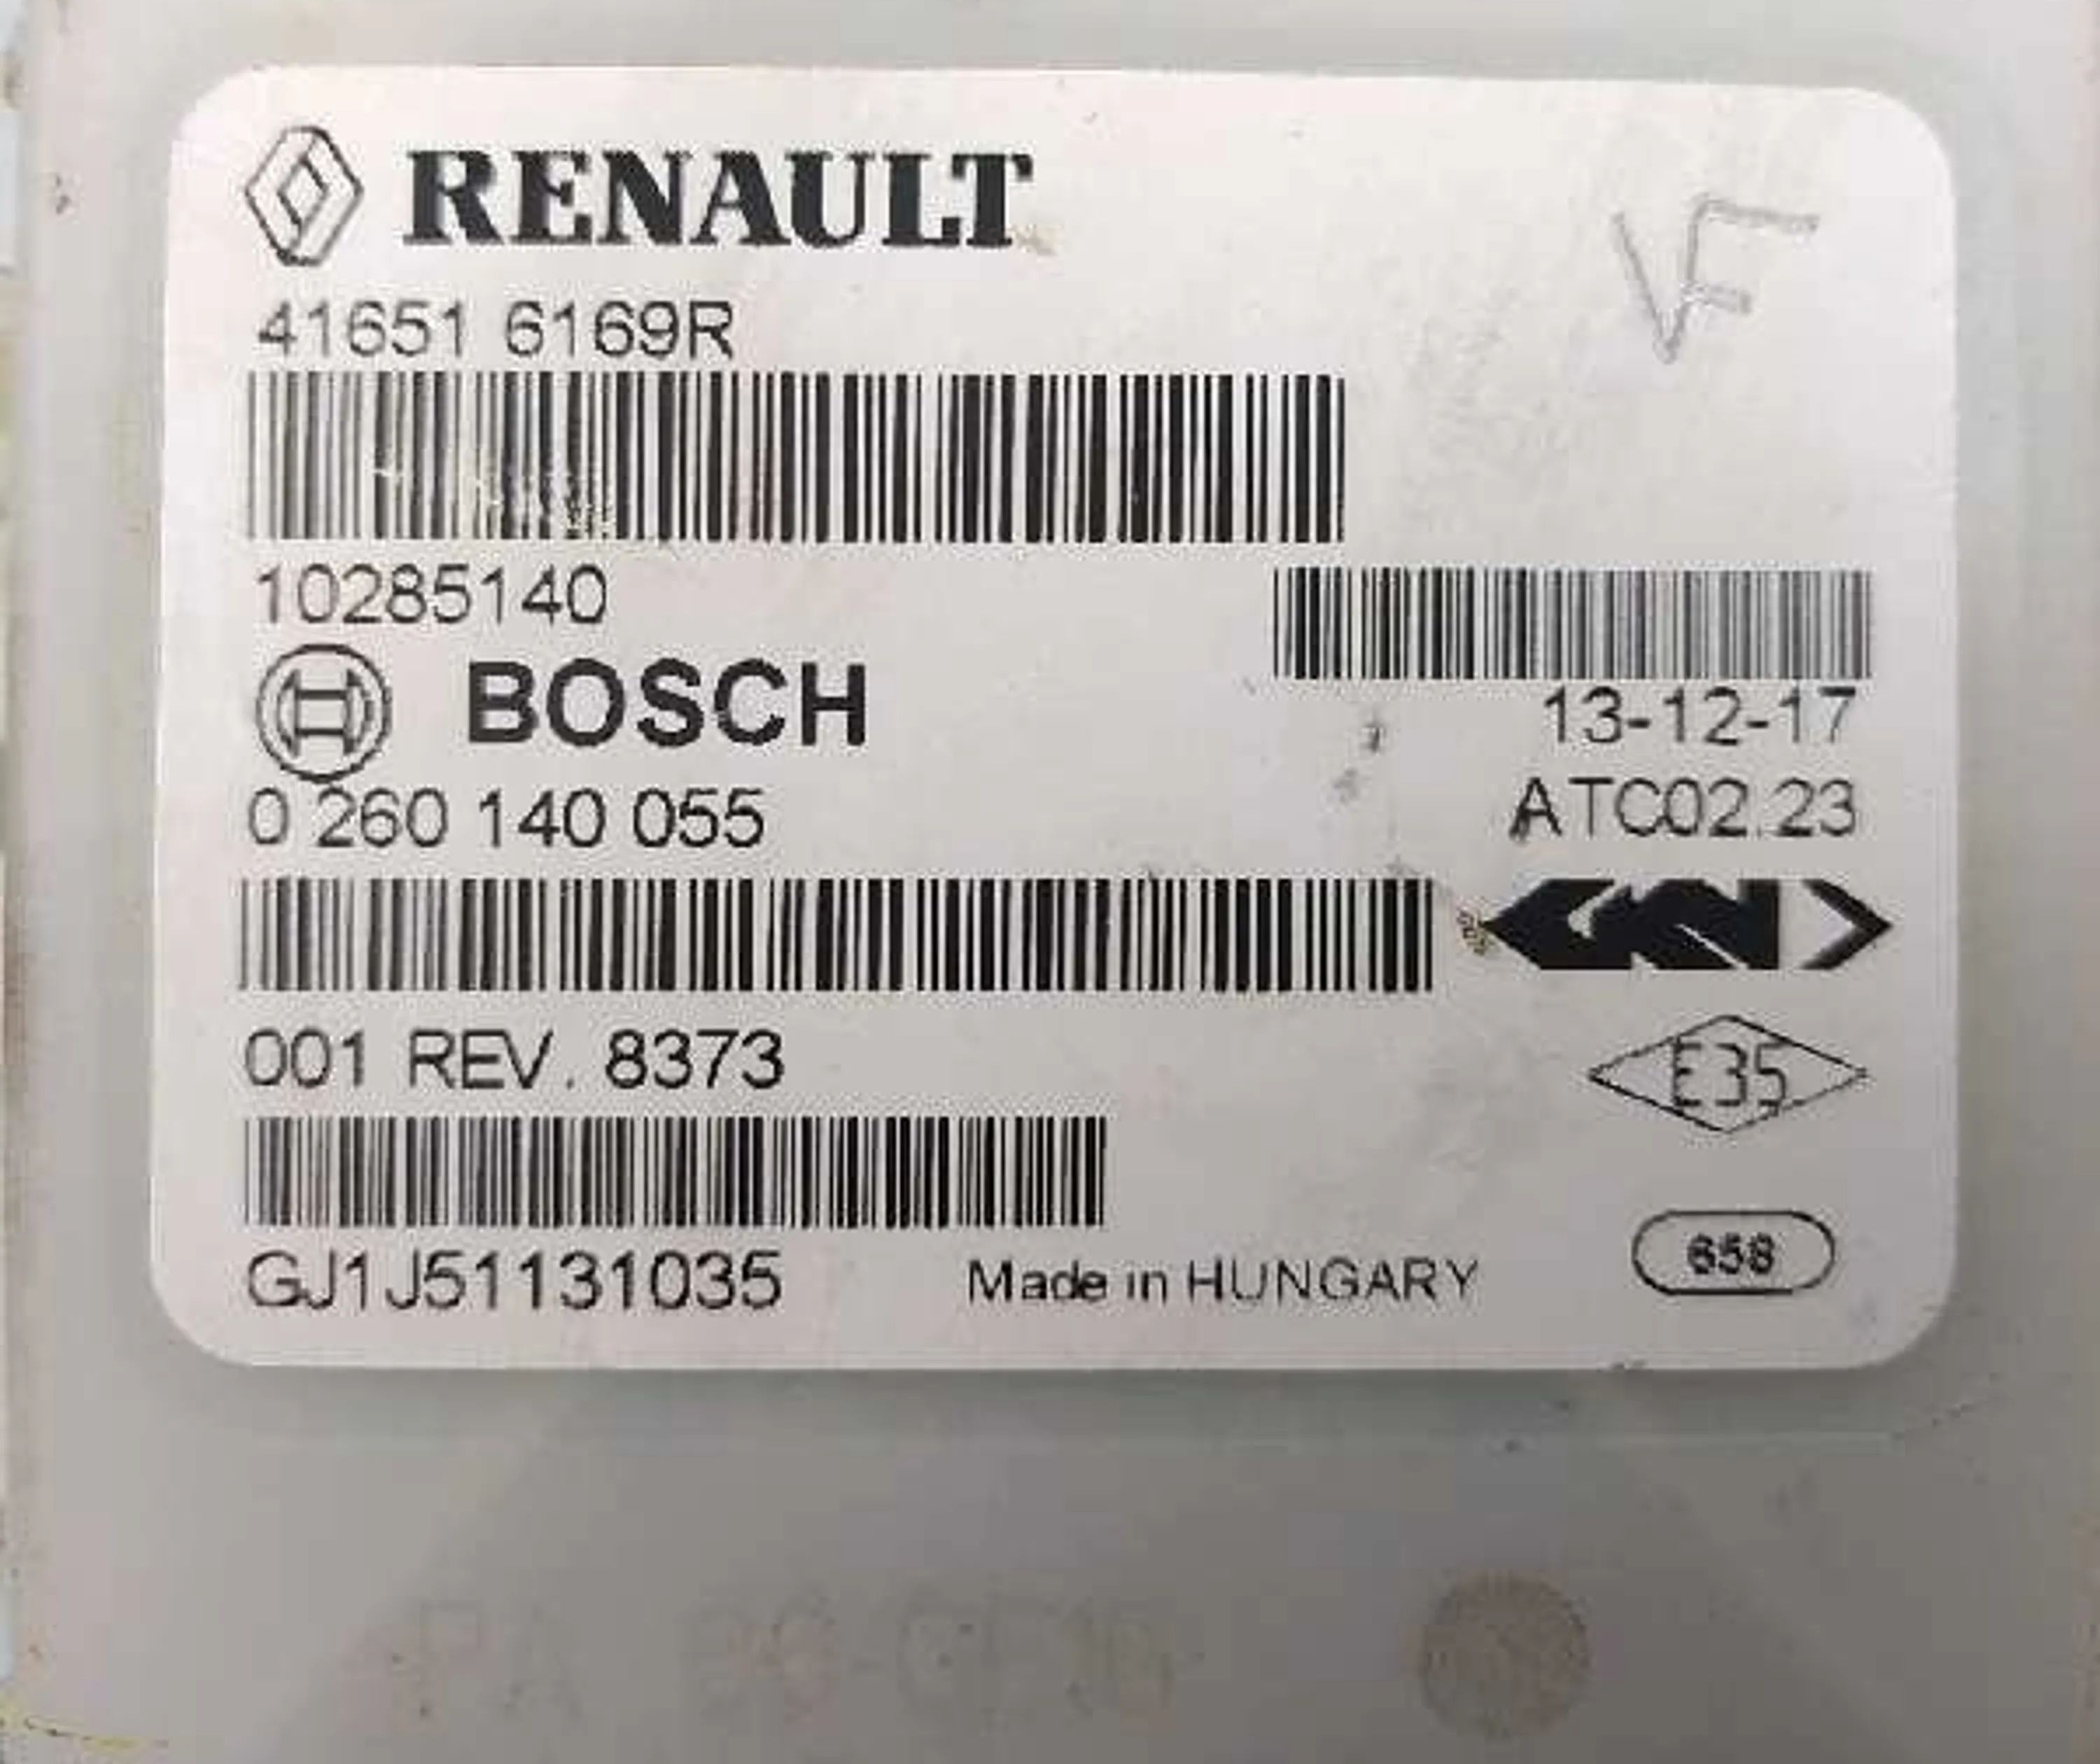 RENAULT
VF
41651 6169R
10285140
BOSCH
13-12-17
0 260 140 055
ATC02.23
GKN
001 REV. 8373
E35
GJ1J51131035
Made in HUNGARY
658